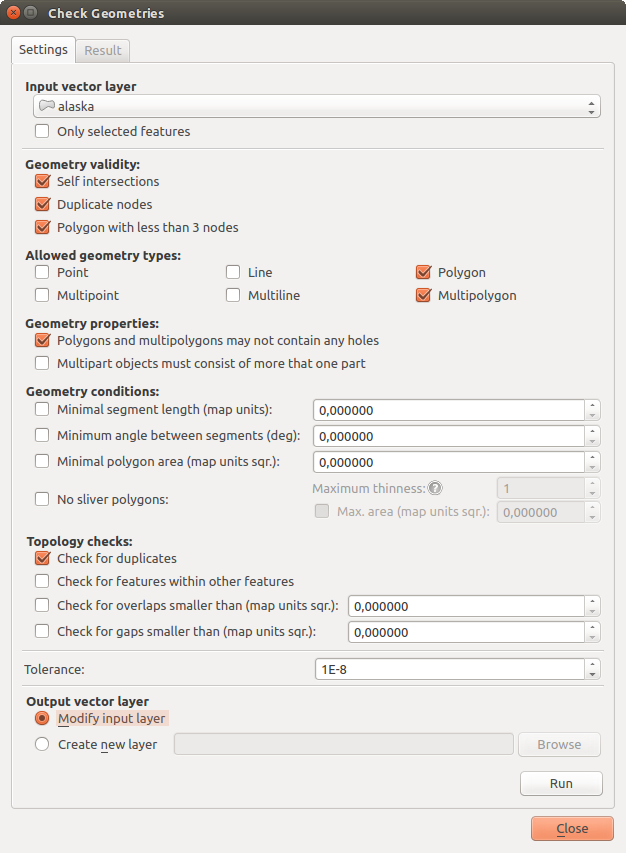 Check Geometries
Settings Result
Input vector layer
alaska
Only selected features
Geometry validity:
Self intersections
Duplicate nodes
Polygon with less than 3 nodes
Allowed geometry types:
Point Line Polygon
Multipoint Multiline Multipolygon
Geometry properties:
Polygons and multipolygons may not contain any holes
Multipart objects must consist of more that one part
Geometry conditions:
Minimal segment length (map units): 0,000000
Minimum angle between segments (deg): 0,000000
Minimal polygon area (map units sqr.): 0,000000
No sliver polygons: Maximum thinness: ? 1
Max. area (map units sqr.): 0,000000
Topology checks:
Check for duplicates
Check for features within other features
Check for overlaps smaller than (map units sqr.): 0,000000
Check for gaps smaller than (map units sqr.): 0,000000
Tolerance: 1E-8
Output vector layer
Modify input layer
Create new layer Browse
Run
Close